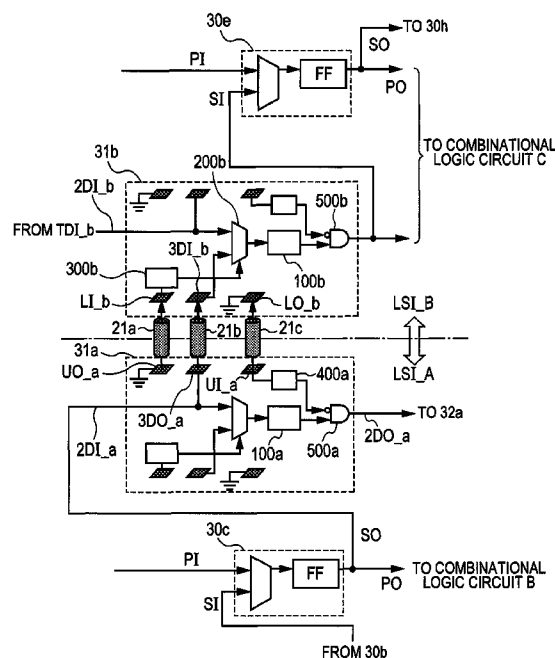 30e
TO 30h
PI
FF
SO
PO
SI
TO COMBINATIONAL
LOGIC CIRCUIT C
31b
200b
2DI_b
500b
FROM TDI_b
3DI_b
300b
100b
LI_b
LO_b
LSI_B
21a
21b
21c
31a
LSI_A
UO_a
UI_a
400a
3DO_a
TO 32a
2DI_a
100a
500a
2DO_a
30c
SO
PI
FF
TO COMBINATIONAL
LOGIC CIRCUIT B
PO
SI
FROM 30b